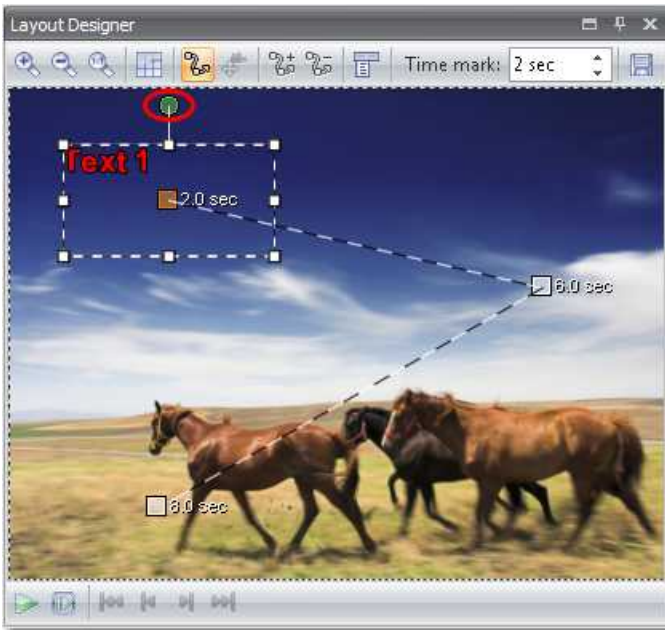 Layout Designer
Time mark: 2 sec
Text 1
2.0 sec
6.0 sec
8.0 sec